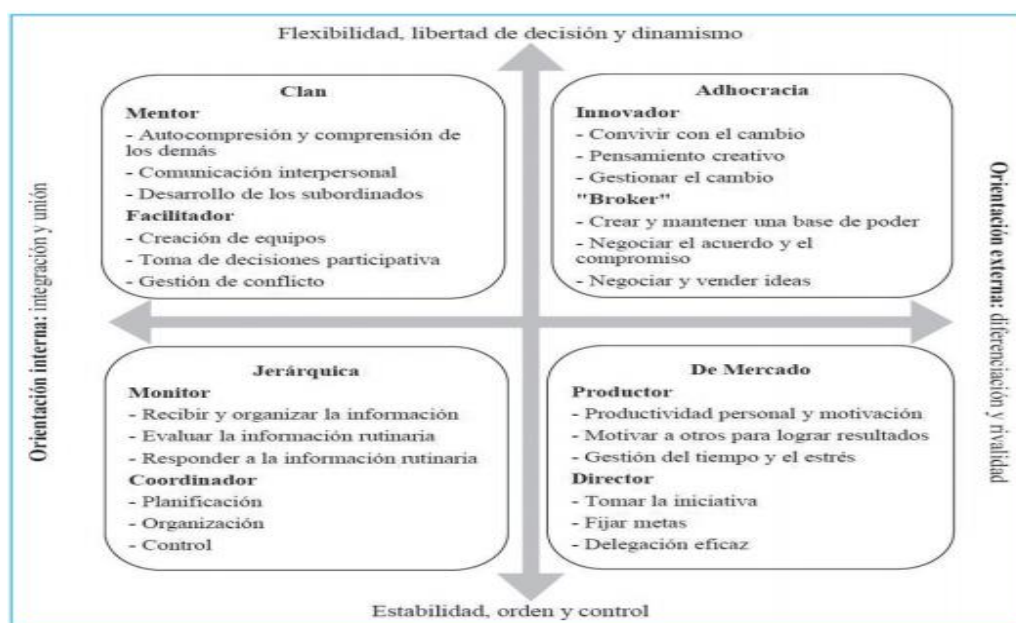 Flexibilidad, libertad de decisión y dinamismo
Orientación interna: integración y unión
Clan
Mentor
- Autocompresión y comprensión de
los demás
- Comunicación interpersonal
- Desarrollo de los subordinados
Facilitador
- Creación de equipos
- Toma de decisiones participativa
- Gestión de conflicto
Adhocracia
Innovador
- Convivir con el cambio
- Pensamiento creativo
- Gestionar el cambio
"Broker"
- Crear y mantener una base de poder
- Negociar el acuerdo y el
compromiso
- Negociar y vender ideas
Orientación externa: diferenciación y rivalidad
Jerárquica
Monitor
- Recibir y organizar la información
- Evaluar la información rutinaria
- Responder a la información rutinaria
Coordinador
- Planificación
- Organización
- Control
De Mercado
Productor
- Productividad personal y motivación
- Motivar a otros para lograr resultados
- Gestión del tiempo y el estrés
Director
- Tomar la iniciativa
- Fijar metas
- Delegación eficaz
Estabilidad, orden y control